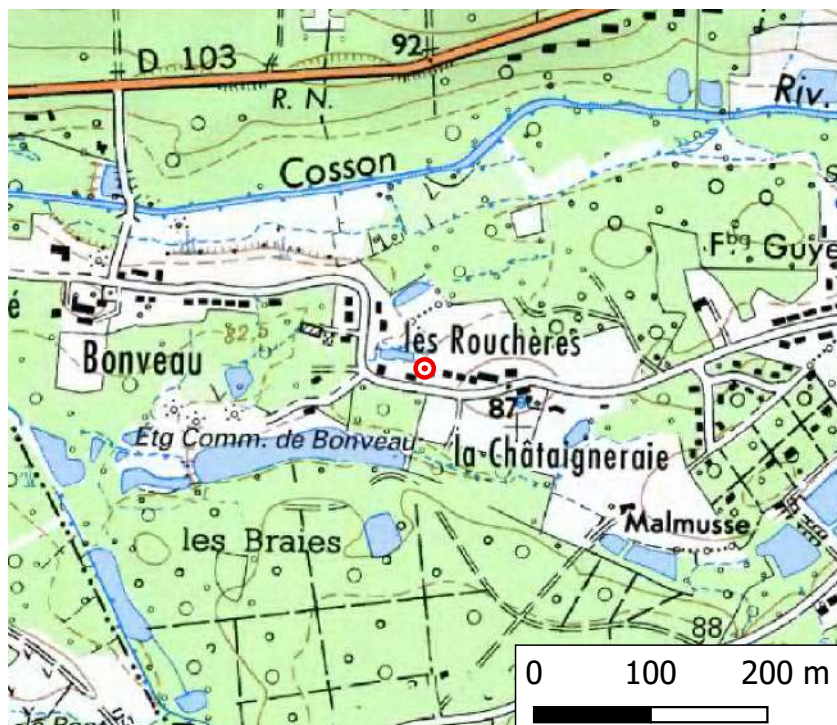 92
D 103
R. N.
Riv.
Cosson
Fbg Guye
é
les Rouchères
82,5
Bonveau
87
Étg Comm. de Bonveau
la Châtaigneraie
Malmusse
les Braies
88
0 100 200 m